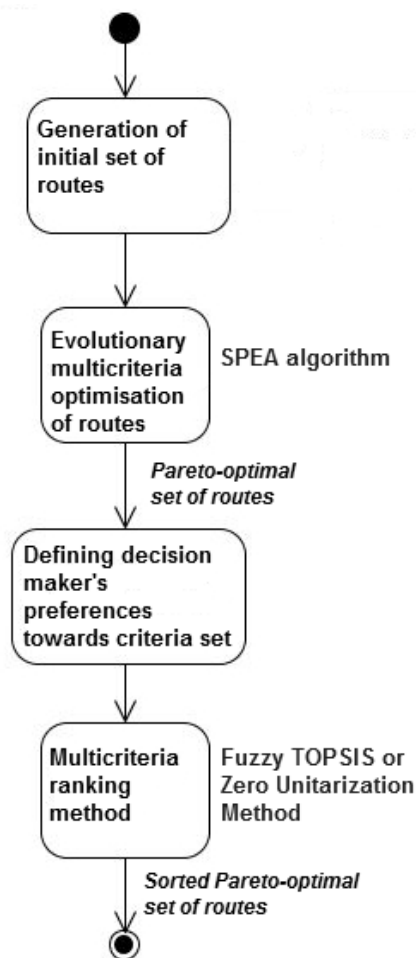 Generation of
initial set of
routes
Evolutionary
multicriteria
optimisation
of routes
SPEA algorithm
Pareto-optimal
set of routes
Defining decision
maker's
preferences
towards criteria set
Multicriteria
ranking
method
Fuzzy TOPSIS or
Zero Unitarization
Method
Sorted Pareto-optimal
set of routes